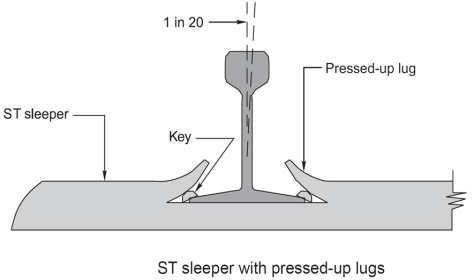 1 in 20
Pressed-up lug
ST sleeper
Key
ST sleeper with pressed-up lugs